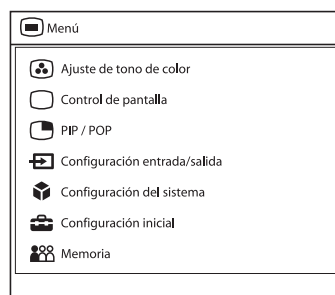 Menú
Ajuste de tono de color
Control de pantalla
PIP / POP
Configuración entrada/salida
Configuración del sistema
Configuración inicial
Memoria